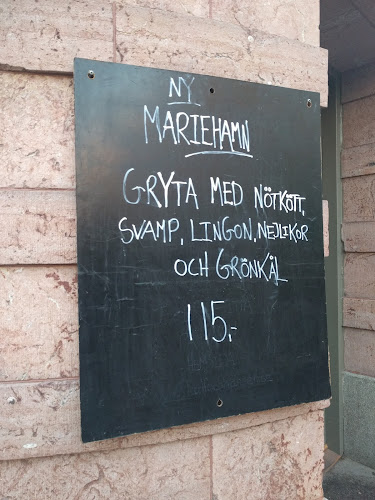 NY
MARIEHAMN
GRYTA MED NÖTKÖTT,
SVAMP, LINGON, NEJLIKOR
OCH GRÖNKÅL
115,-